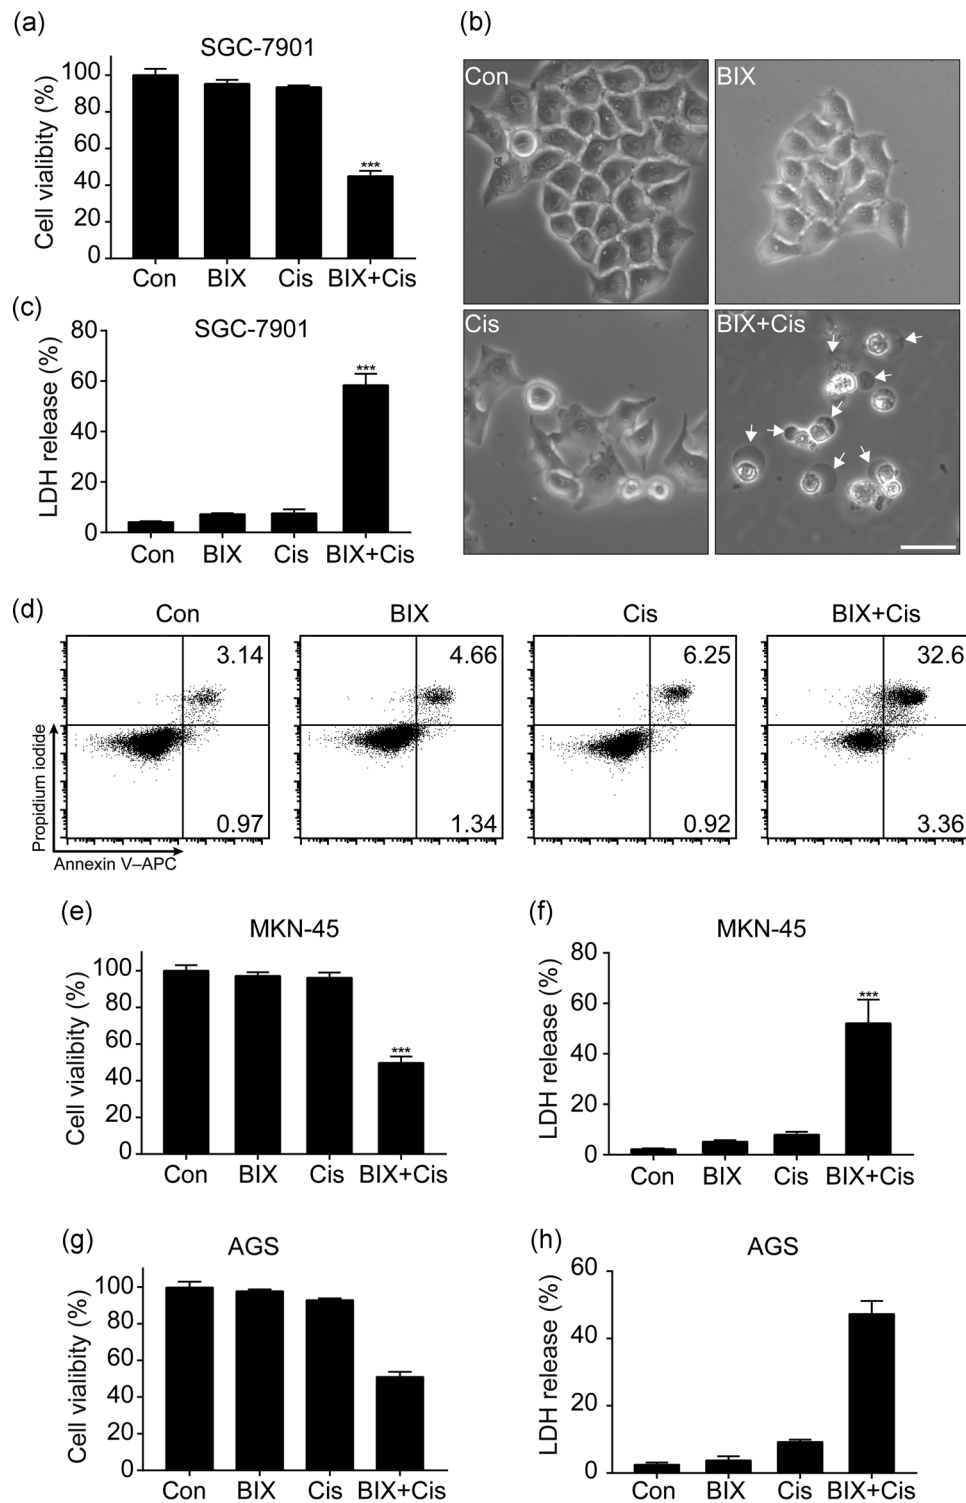 (a)
SGC-7901
Cell vialibity (%)
100
80
60
40
20
0
***
Con BIX Cis BIX+Cis
(b)
Con
BIX
Cis
BIX+Cis
(c)
SGC-7901
LDH release (%)
80
60
40
20
0
***
Con BIX Cis BIX+Cis
(d)
Con BIX Cis BIX+Cis
3.14 4.66 6.25 32.6
0.97 1.34 0.92 3.36
Propidium iodide
Annexin V–APC
(e)
MKN-45
Cell vialibity (%)
100
80
60
40
20
0
***
Con BIX Cis BIX+Cis
(f)
MKN-45
LDH release (%)
80
60
40
20
0
***
Con BIX Cis BIX+Cis
(g)
AGS
Cell vialibity (%)
100
80
60
40
20
0
Con BIX Cis BIX+Cis
(h)
AGS
LDH release (%)
60
40
20
0
Con BIX Cis BIX+Cis